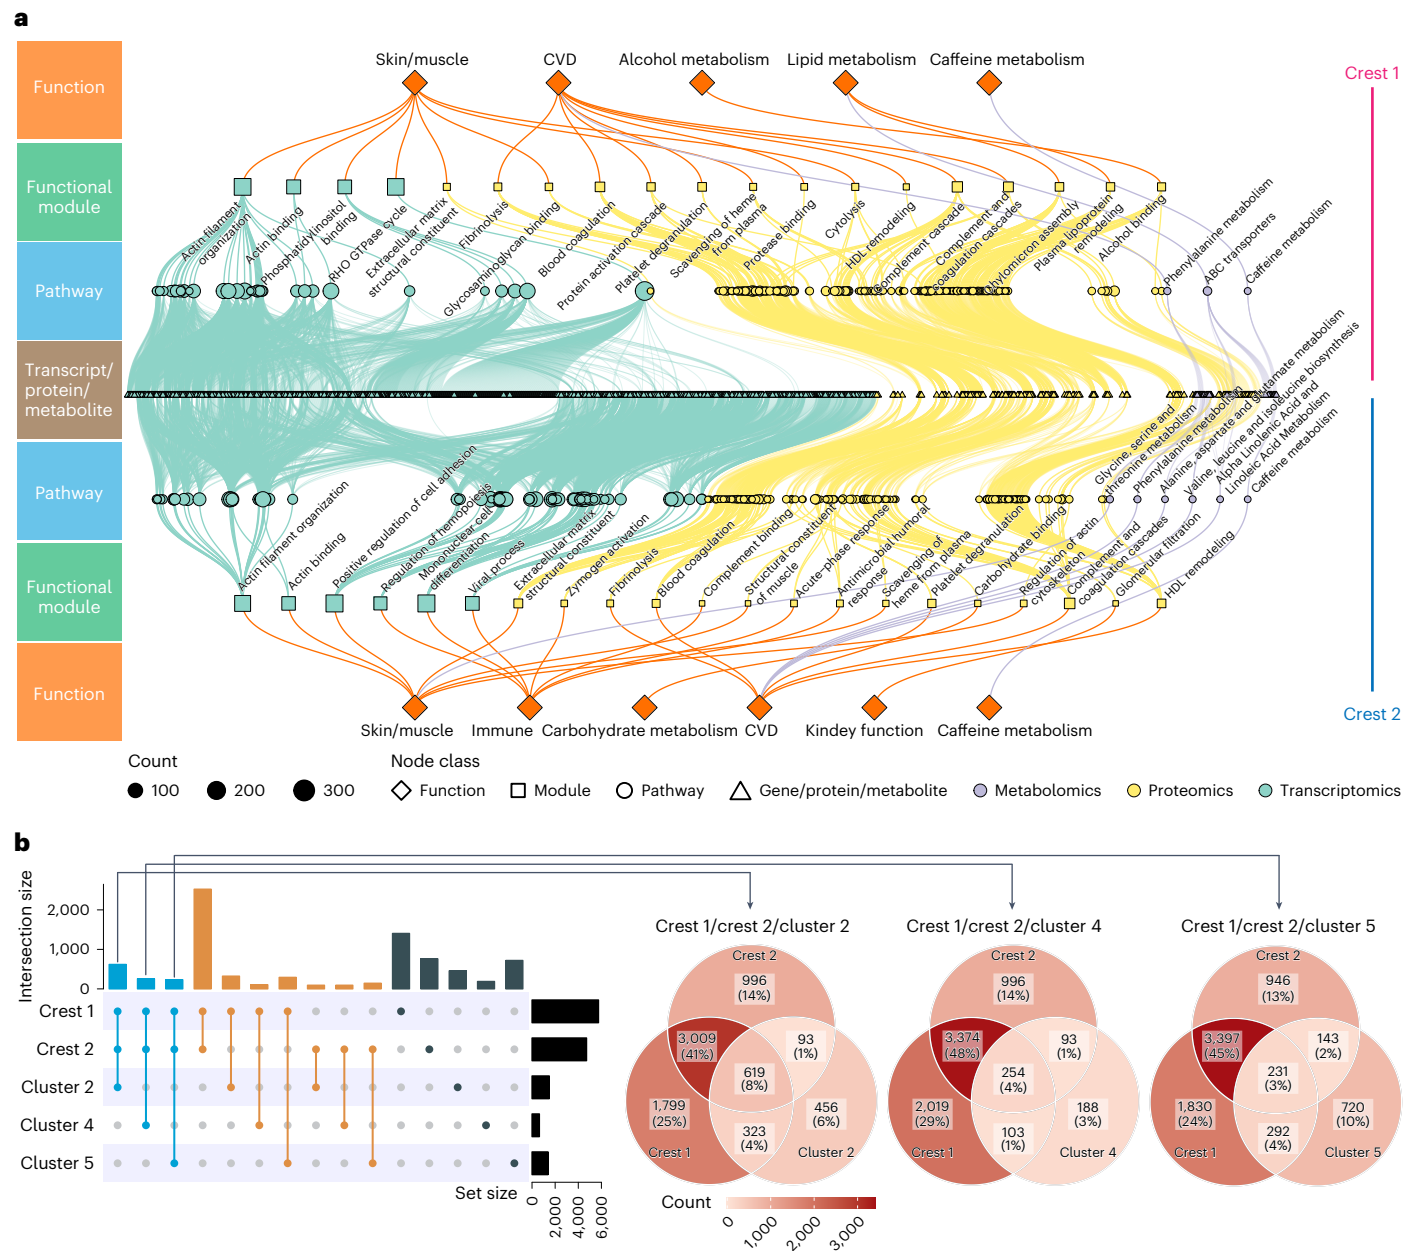 a
Function
Functional
module
Pathway
Transcript/
protein/
metabolite
Pathway
Functional
module
Function
Skin/muscle
CVD
Alcohol metabolism
Lipid metabolism
Caffeine metabolism
Crest 1
Actin filament
organization
Actin binding
Phosphatidylinositol
binding
RHO GTPase cycle
Extracellular matrix
structural constituent
Fibrinolysis
Glycosaminoglycan binding
Blood coagulation
Protein activation cascade
Platelet degranulation
Scavenging of heme
from plasma
Protease binding
Cytolysis
HDL remodeling
Complement cascade
Complement and
coagulation cascades
Chylomicron assembly
Plasma lipoprotein
remodeling
Alcohol binding
Phenylalanine metabolism
ABC transporters
Caffeine metabolism
Glycine, serine and
threonine metabolism
Phenylalanine metabolism
Alanine, aspartate and glutamate metabolism
Valine, leucine and isoleucine biosynthesis
Alpha Linolenic Acid and
Linoleic Acid Metabolism
Caffeine metabolism
Actin filament organization
Actin binding
Positive regulation of cell adhesion
Regulation of hemopoiesis
Mononuclear cell
differentiation
Viral process
Extracellular matrix
structural constituent
Zymogen activation
Fibrinolysis
Blood coagulation
Complement binding
Structural constituent
of muscle
Acute-phase response
Antimicrobial humoral
response
Scavenging of
heme from plasma
Platelet degranulation
Carbohydrate binding
Regulation of actin
cytoskeleton
Complement and
coagulation cascades
Glomerular filtration
HDL remodeling
Skin/muscle
Immune
Carbohydrate metabolism
CVD
Kindey function
Caffeine metabolism
Crest 2
Count
100
200
300
Node class
Function
Module
Pathway
Gene/protein/metabolite
Metabolomics
Proteomics
Transcriptomics
b
Intersection size
2,000
1,000
0
Crest 1
Crest 2
Cluster 2
Cluster 4
Cluster 5
Set size
0
2,000
4,000
6,000
Crest 1/crest 2/cluster 2
Crest 2
996
(14%)
3,009
(41%)
93
(1%)
619
(8%)
1,799
(25%)
456
(6%)
323
(4%)
Crest 1
Cluster 2
Crest 1/crest 2/cluster 4
Crest 2
996
(14%)
3,374
(48%)
93
(1%)
254
(4%)
2,019
(29%)
188
(3%)
103
(1%)
Crest 1
Cluster 4
Crest 1/crest 2/cluster 5
Crest 2
946
(13%)
3,397
(45%)
143
(2%)
231
(3%)
1,830
(24%)
720
(10%)
292
(4%)
Crest 1
Cluster 5
Count
0
1,000
2,000
3,000